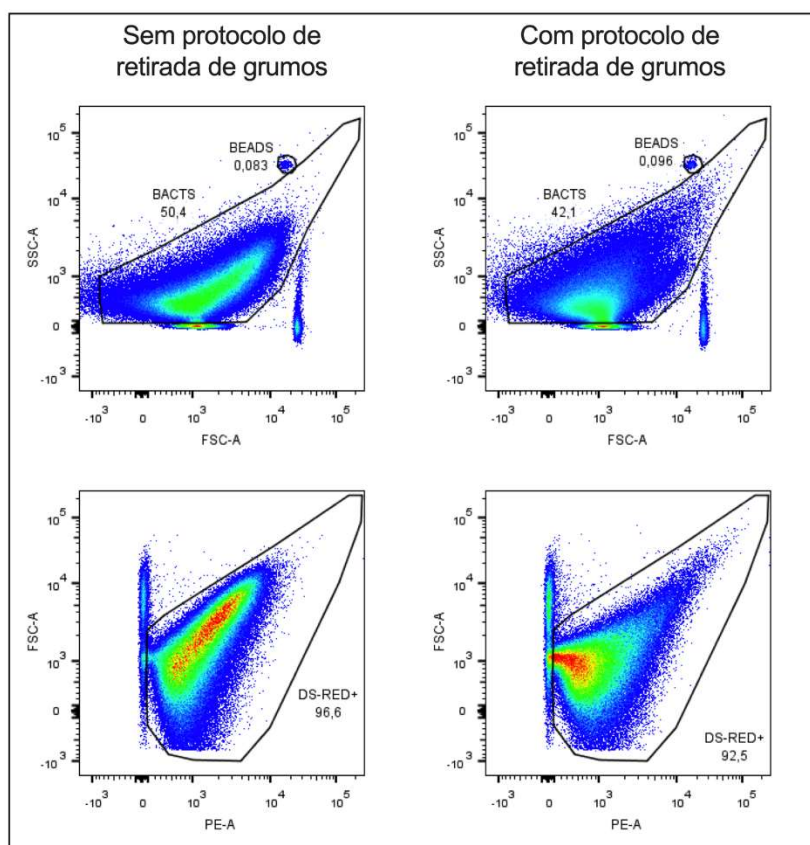 Sem protocolo de
retirada de grumos
Com protocolo de
retirada de grumos
10^5
10^4
10^3
0
-10^3
SSC-A
BEADS
0,083
BACTS
50,4
-10^3 0 10^3 10^4 10^5
FSC-A
10^5
10^4
10^3
0
-10^3
SSC-A
BEADS
0,096
BACTS
42,1
-10^3 0 10^3 10^4 10^5
FSC-A
10^5
10^4
10^3
0
-10^3
FSC-A
DS-RED+
96,6
-10^3 0 10^3 10^4 10^5
PE-A
10^5
10^4
10^3
0
-10^3
FSC-A
DS-RED+
92,5
-10^3 0 10^3 10^4 10^5
PE-A